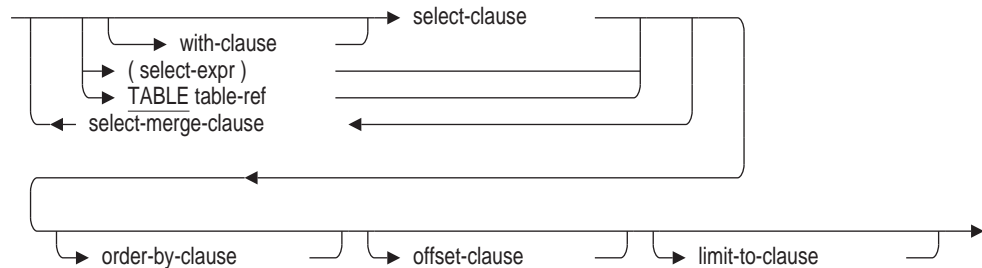 select-clause
with-clause
( select-expr )
TABLE table-ref
select-merge-clause
order-by-clause offset-clause limit-to-clause